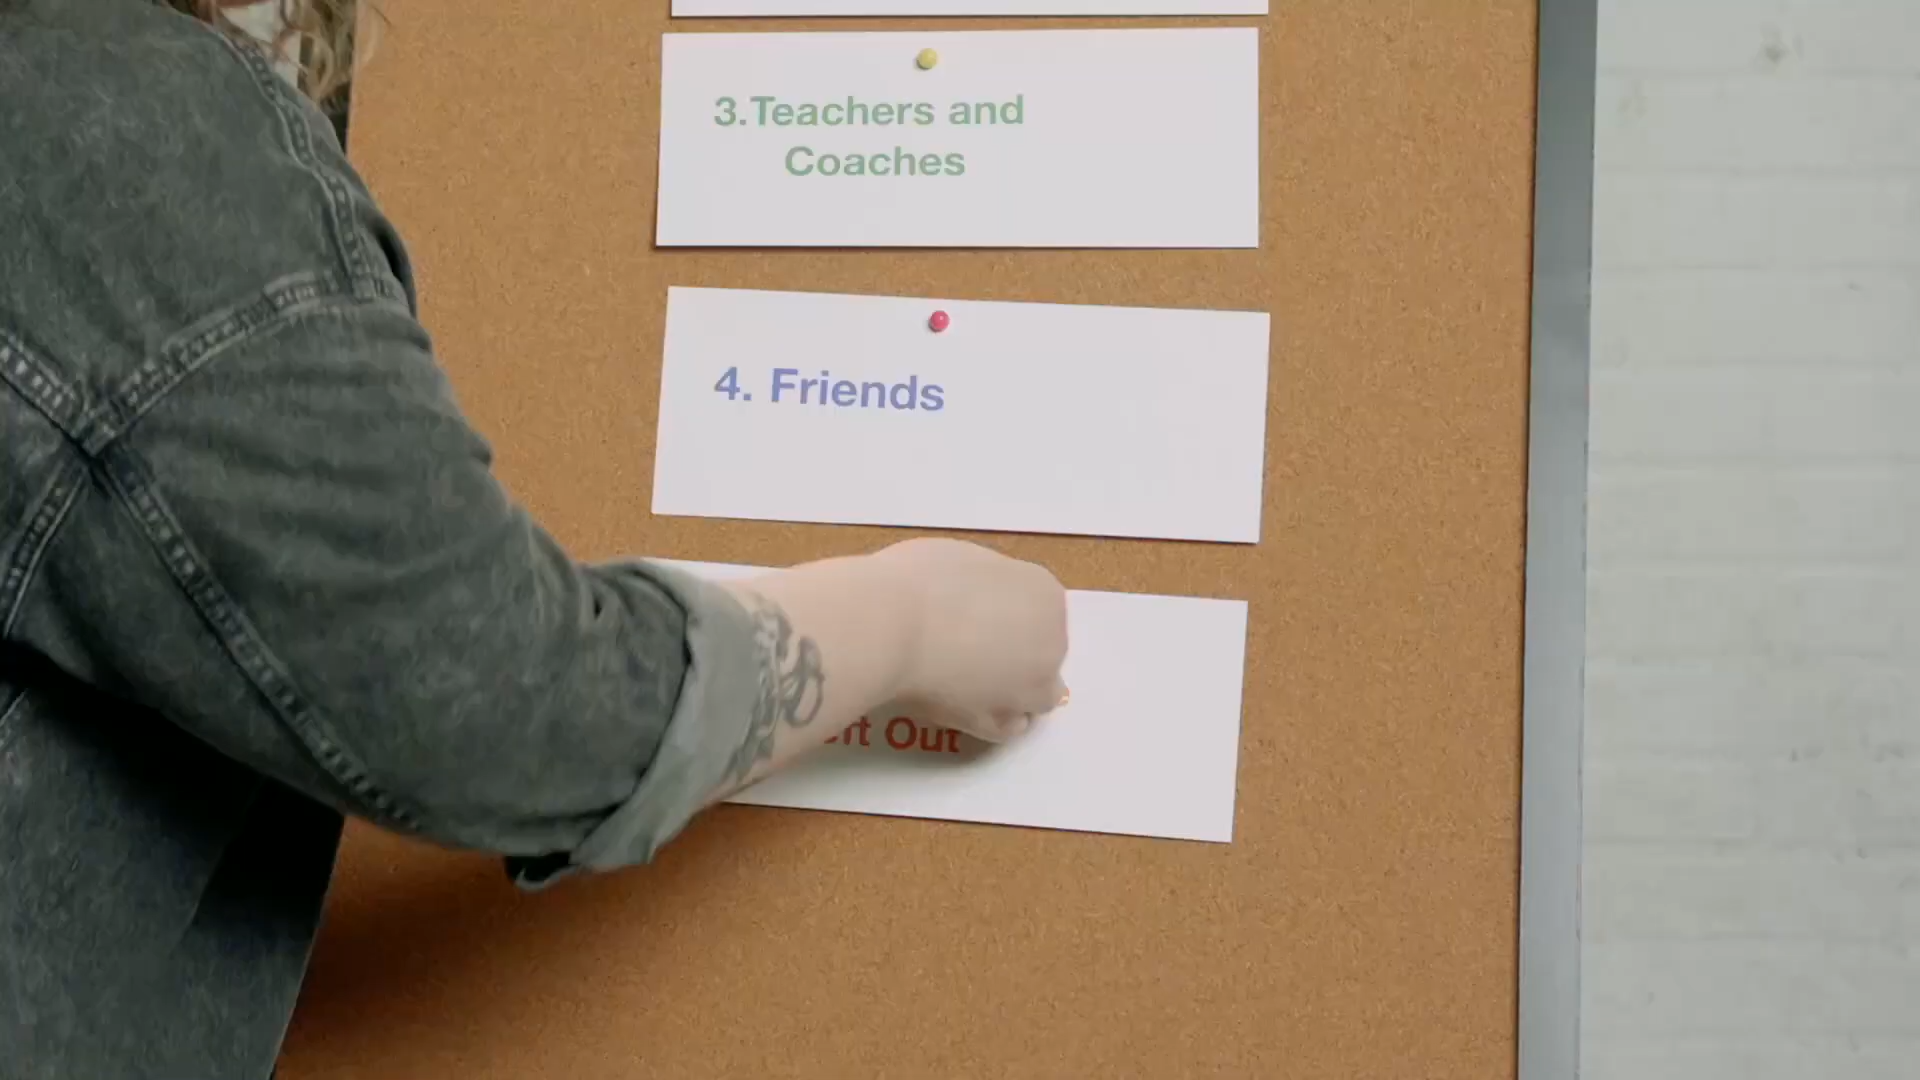 3.Teachers and
Coaches
4. Friends
Out